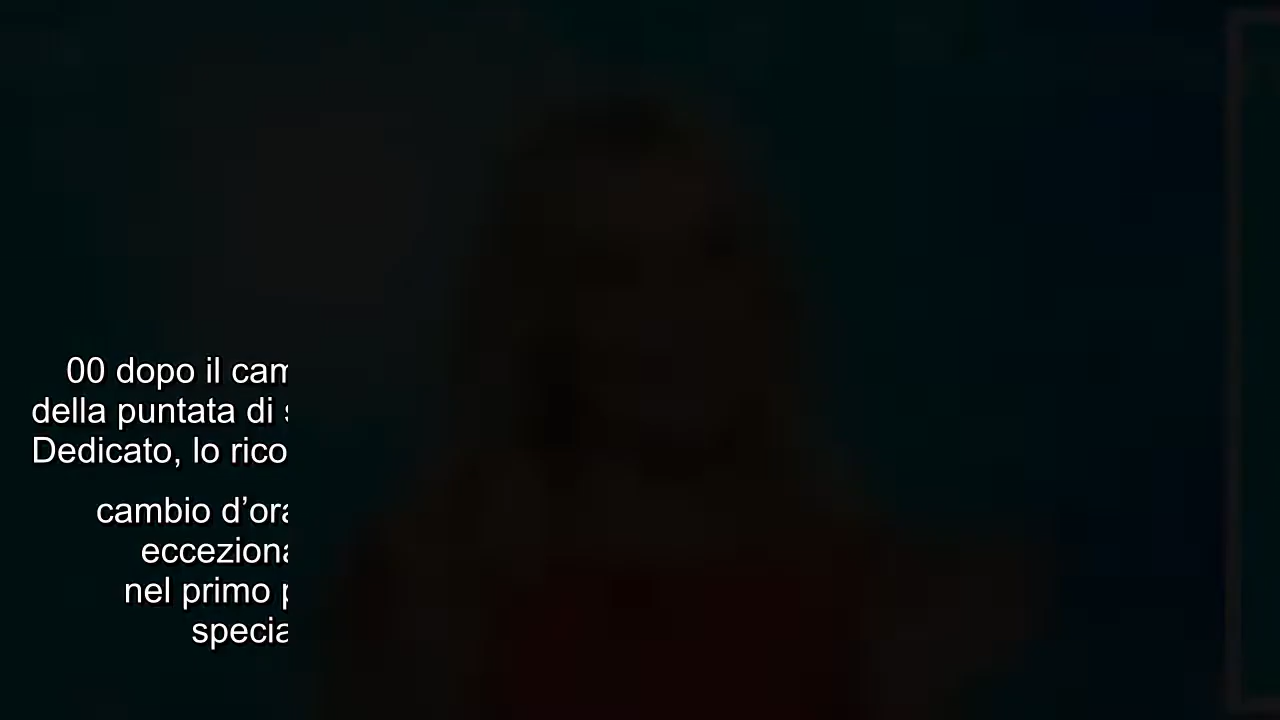 00 dopo il cam
della puntata di
Dedicato, lo rico
cambio d’ora
ecceziona
nel primo
specia